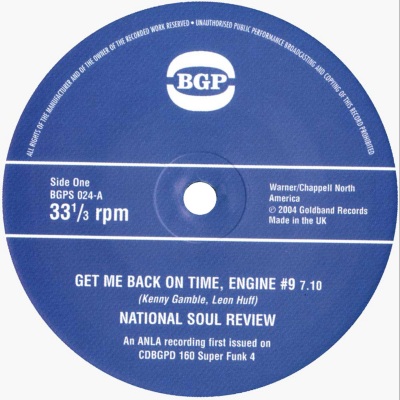 ALL RIGHTS OF THE MANUFACTURER AND OF THE OWNER OF THE RECORDED WORK RESERVED • UNAUTHORISED PUBLIC PERFORMANCE BROADCASTING AND COPYING OF THIS RECORD PROHIBITED
BGP
Side One
BGPS 024-A
33 1/3 rpm
Warner/Chappell North
America
℗ 2004 Goldband Records
Made in the UK
GET ME BACK ON TIME, ENGINE #9 7.10
(Kenny Gamble, Leon Huff)
NATIONAL SOUL REVIEW
An ANLA recording first issued on
CDBGPD 160 Super Funk 4